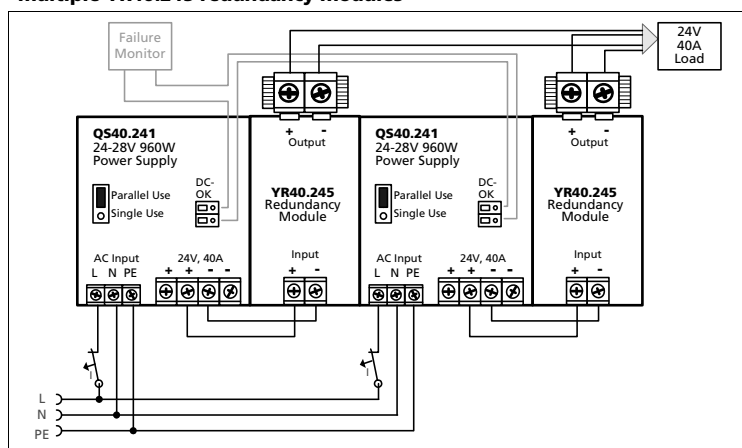 Multiple YR40.245 redundancy modules
Failure
Monitor
24V
40A
Load
+ -
Output
+ -
Output
QS40.241
24-28V 960W
Power Supply
DC-
OK
Parallel Use
Single Use
YR40.245
Redundancy
Module
QS40.241
24-28V 960W
Power Supply
DC-
OK
Parallel Use
Single Use
YR40.245
Redundancy
Module
AC Input
L N PE
24V, 40A
+ + - -
Input
+ -
AC Input
L N PE
24V, 40A
+ + - -
Input
+ -
I
I
L
N
PE